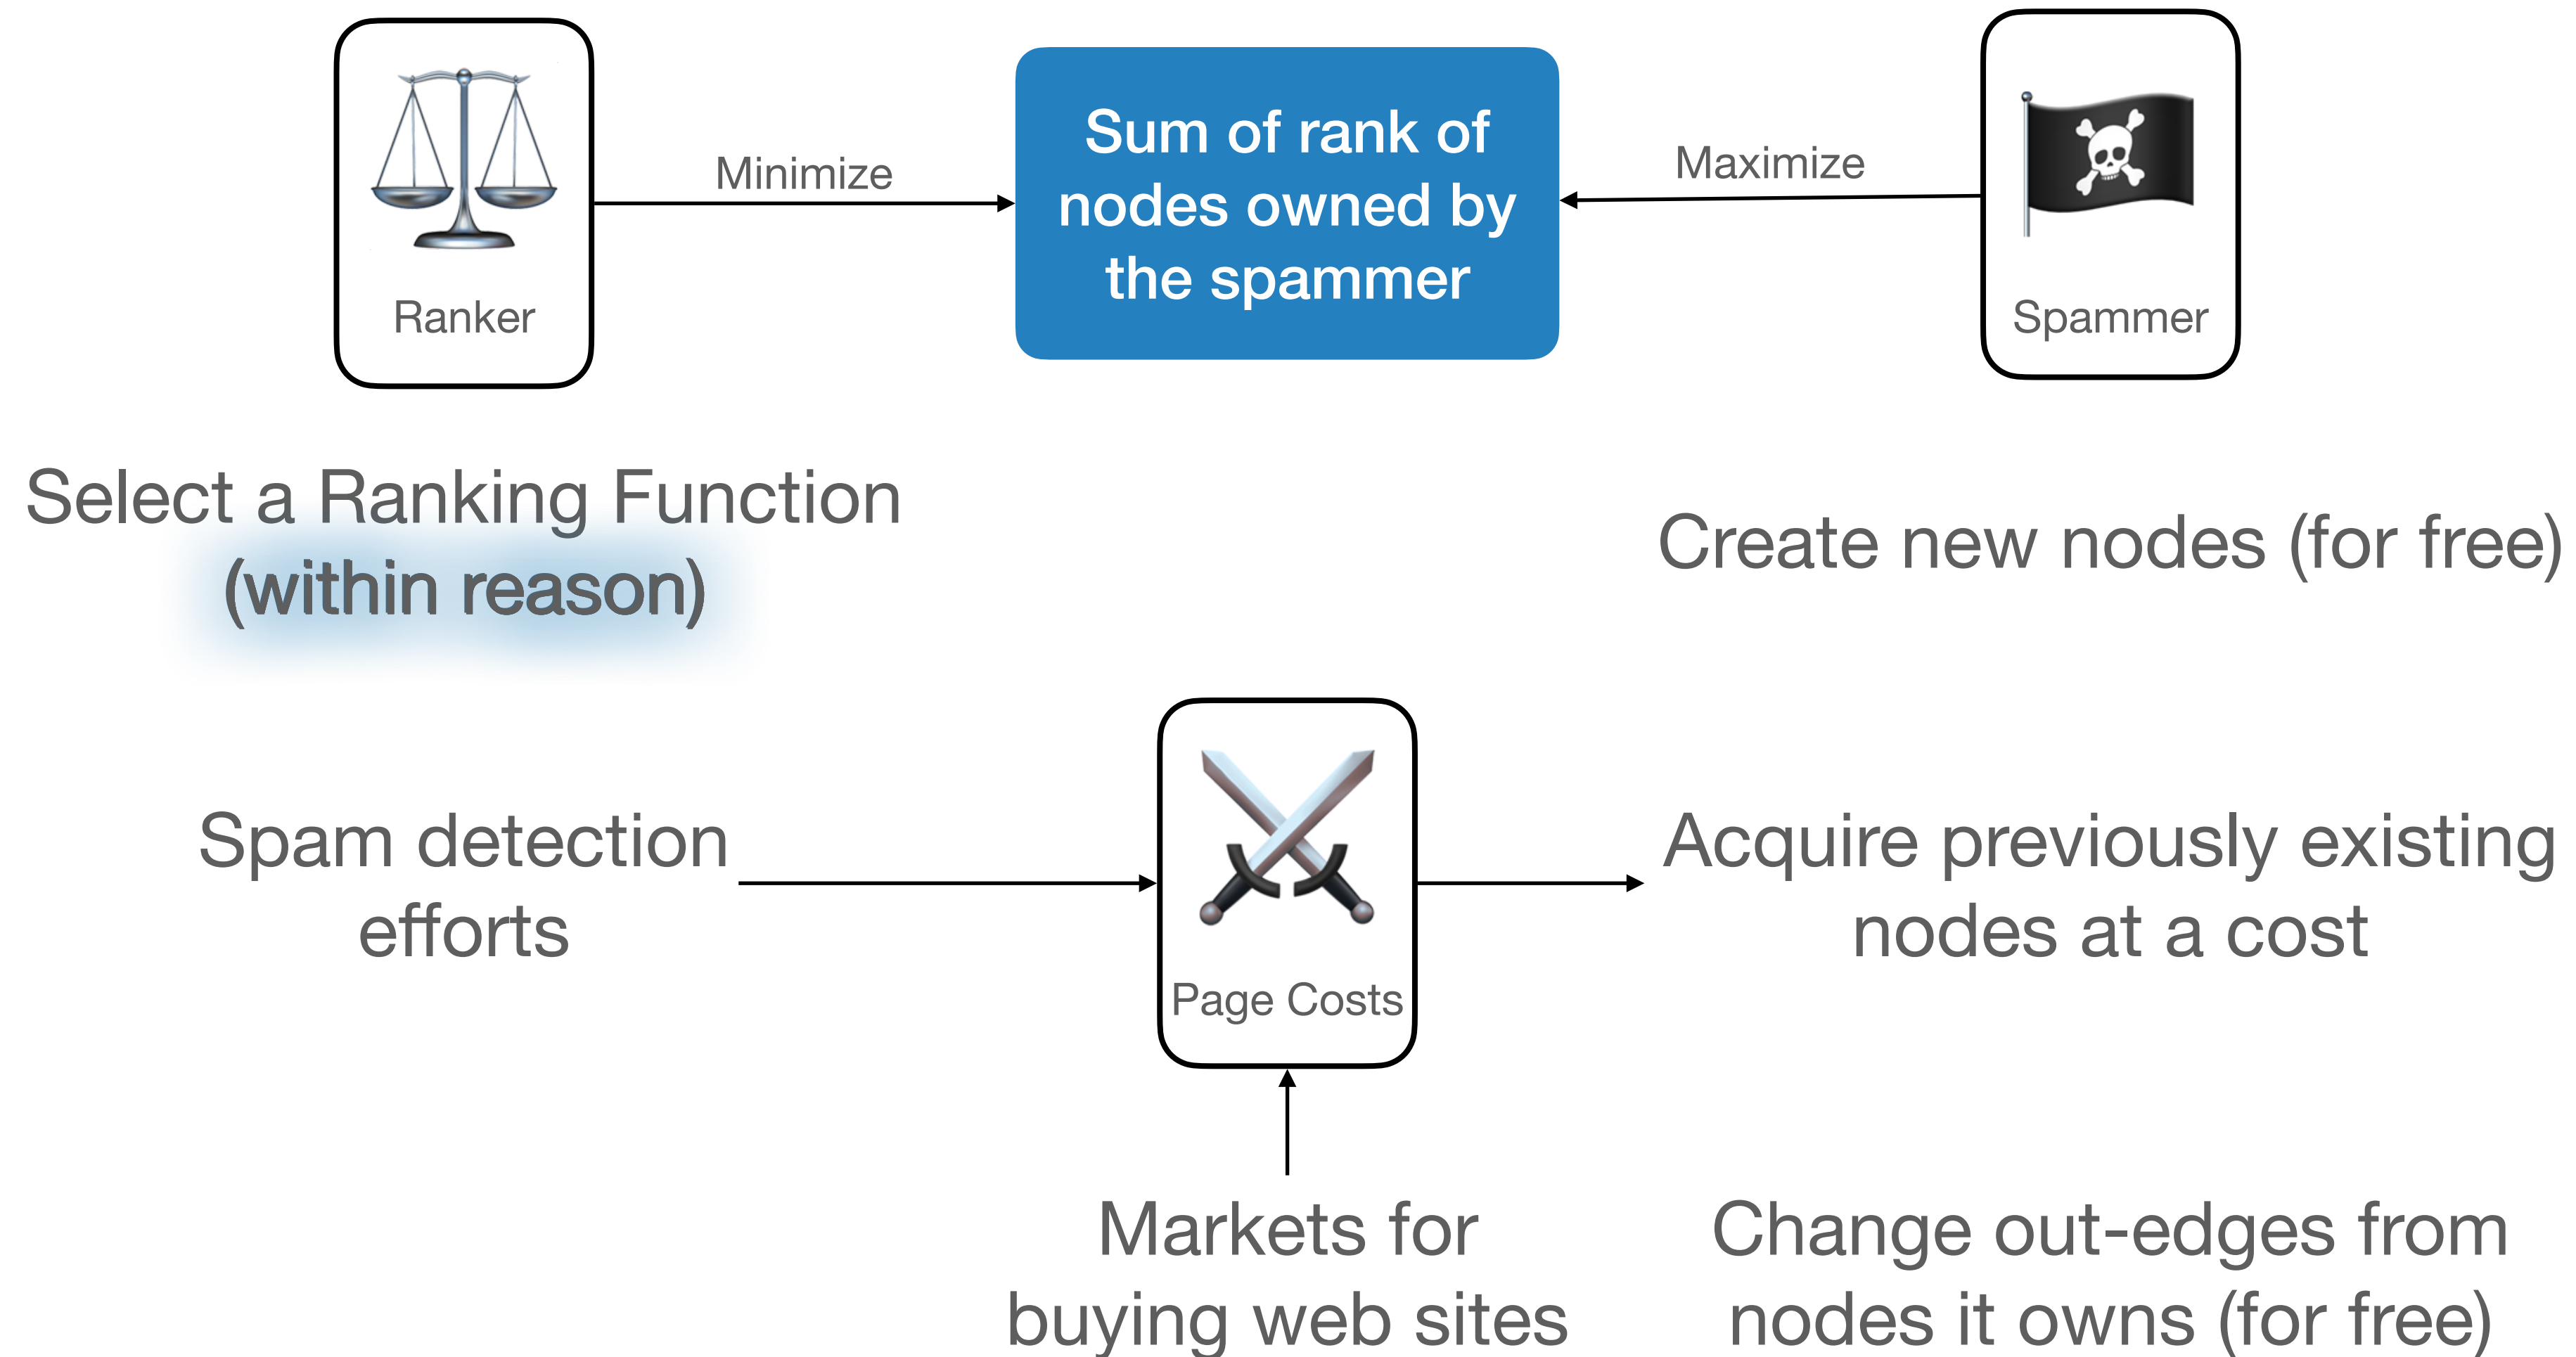 Minimize
Sum of rank of
nodes owned by
the spammer
Maximize
Ranker
Spammer
Select a Ranking Function
(within reason)
Create new nodes (for free)
Spam detection
efforts
Page Costs
Acquire previously existing
nodes at a cost
Markets for
buying web sites
Change out-edges from
nodes it owns (for free)